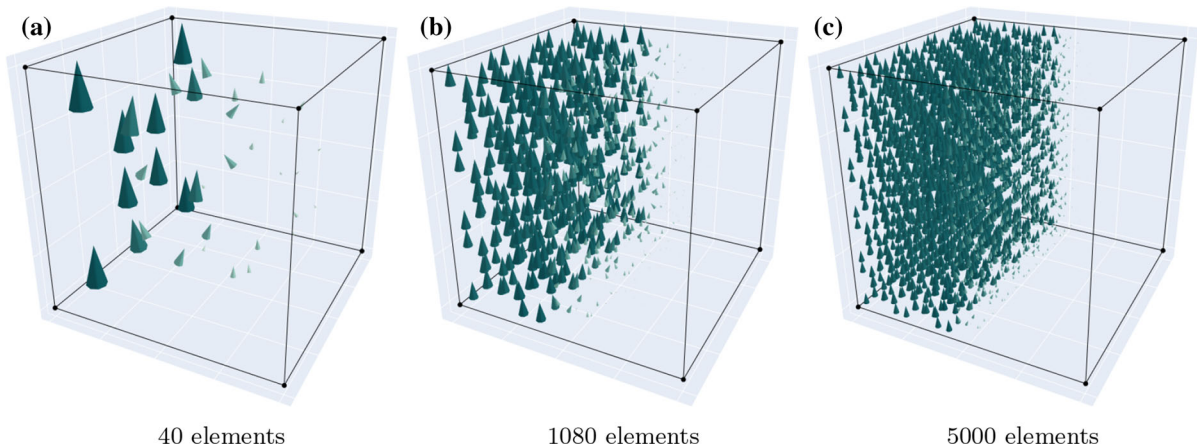 (a)
(b)
(c)
40 elements
1080 elements
5000 elements